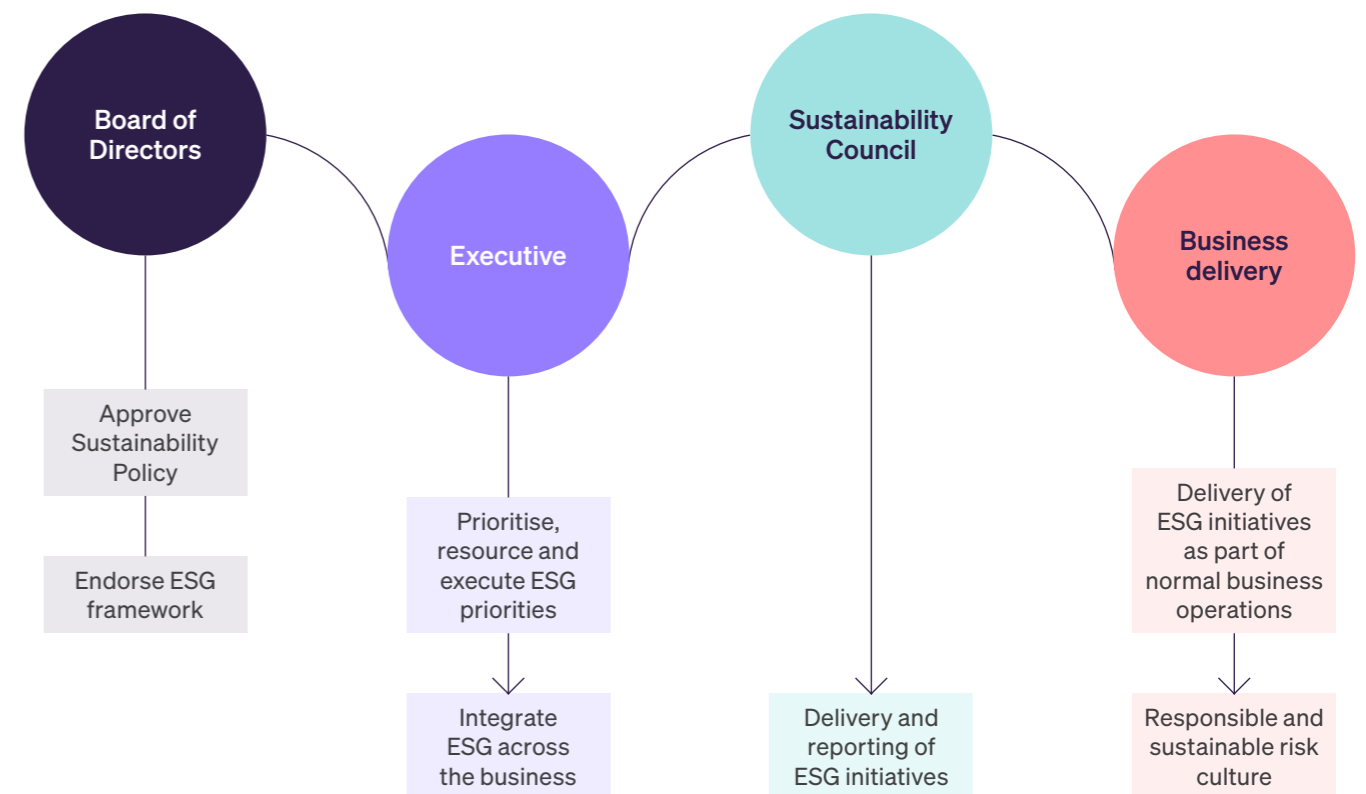 Board of
Directors
Executive
Sustainability
Council
Business
delivery
Approve
Sustainability
Policy
Endorse ESG
framework
Prioritise,
resource and
execute ESG
priorities
Integrate
ESG across
the business
Delivery and
reporting of
ESG initiatives
Delivery of
ESG initiatives
as part of
normal business
operations
Responsible and
sustainable risk
culture